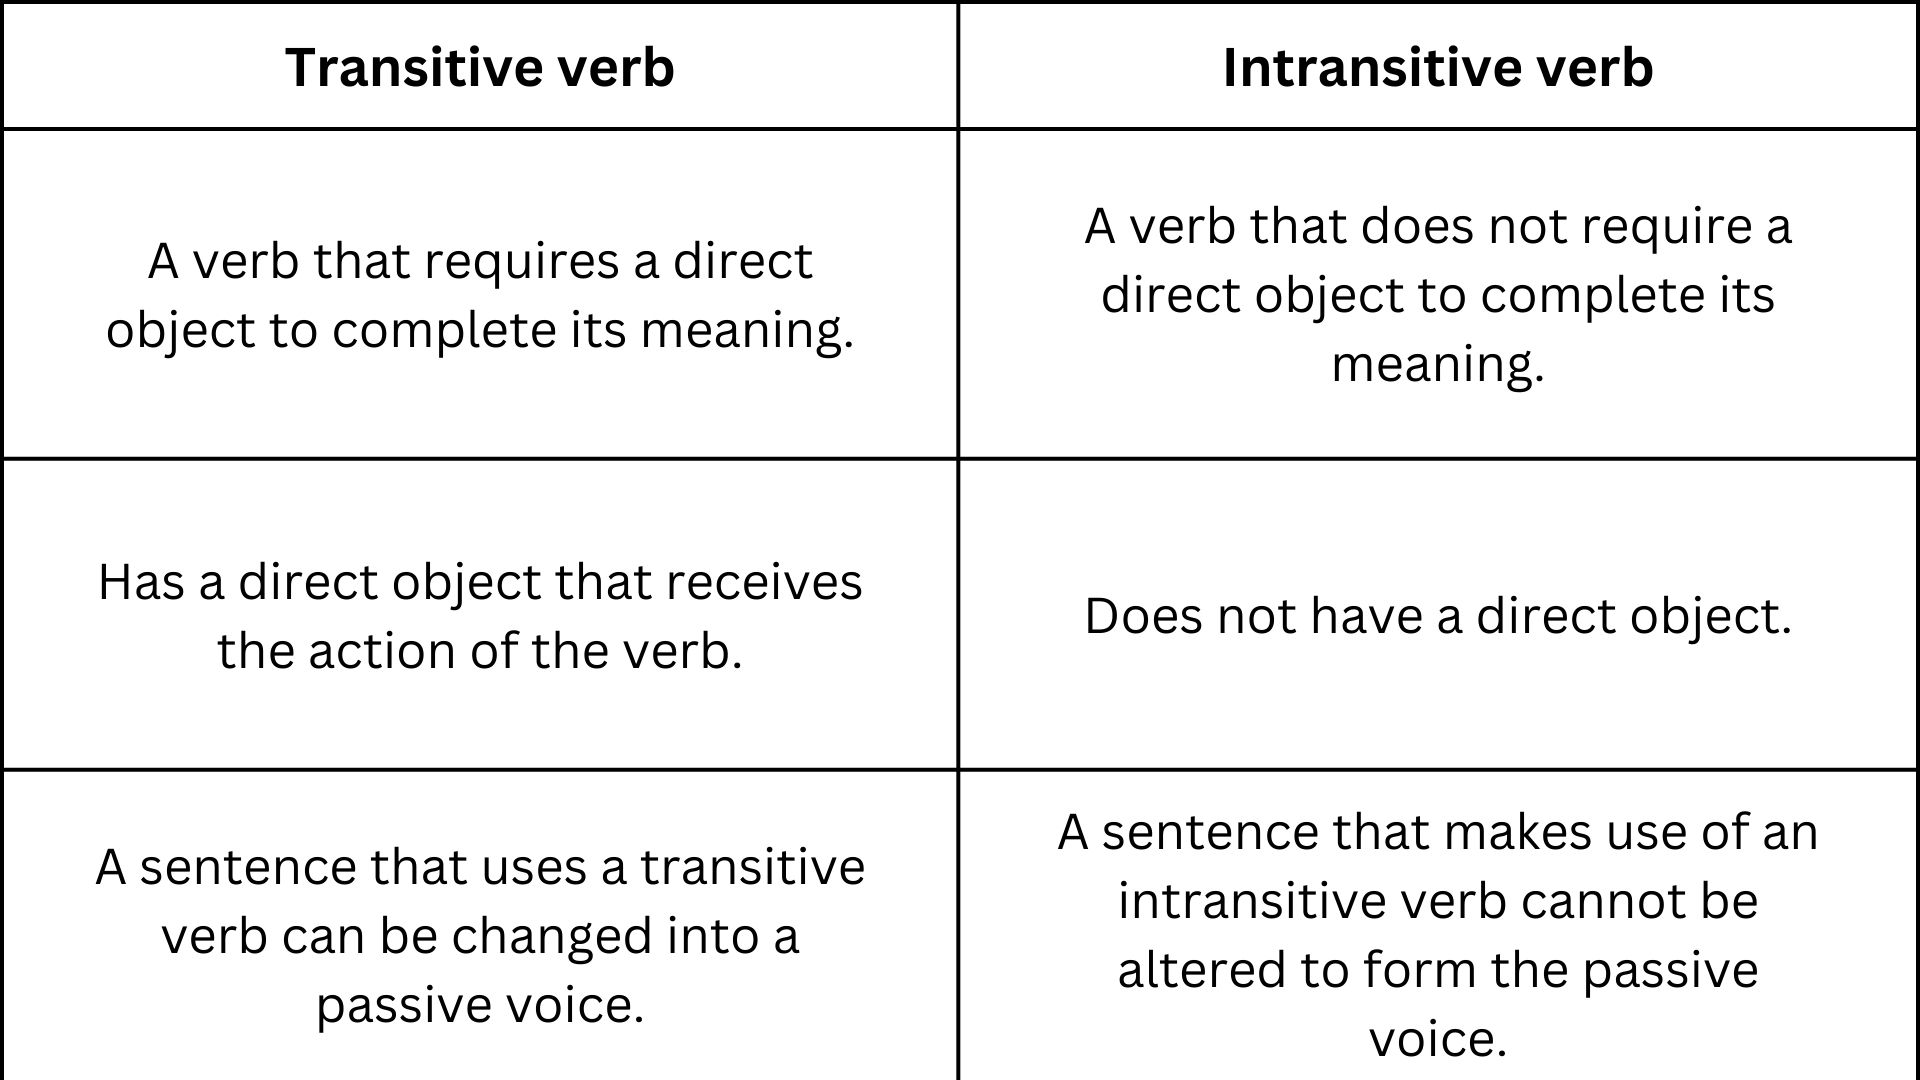 Transitive verb
Intransitive verb
A verb that requires a direct
object to complete its meaning.
A verb that does not require a
direct object to complete its
meaning.
Has a direct object that receives
the action of the verb.
Does not have a direct object.
A sentence that uses a transitive
verb can be changed into a
passive voice.
A sentence that makes use of an
intransitive verb cannot be
altered to form the passive
voice.